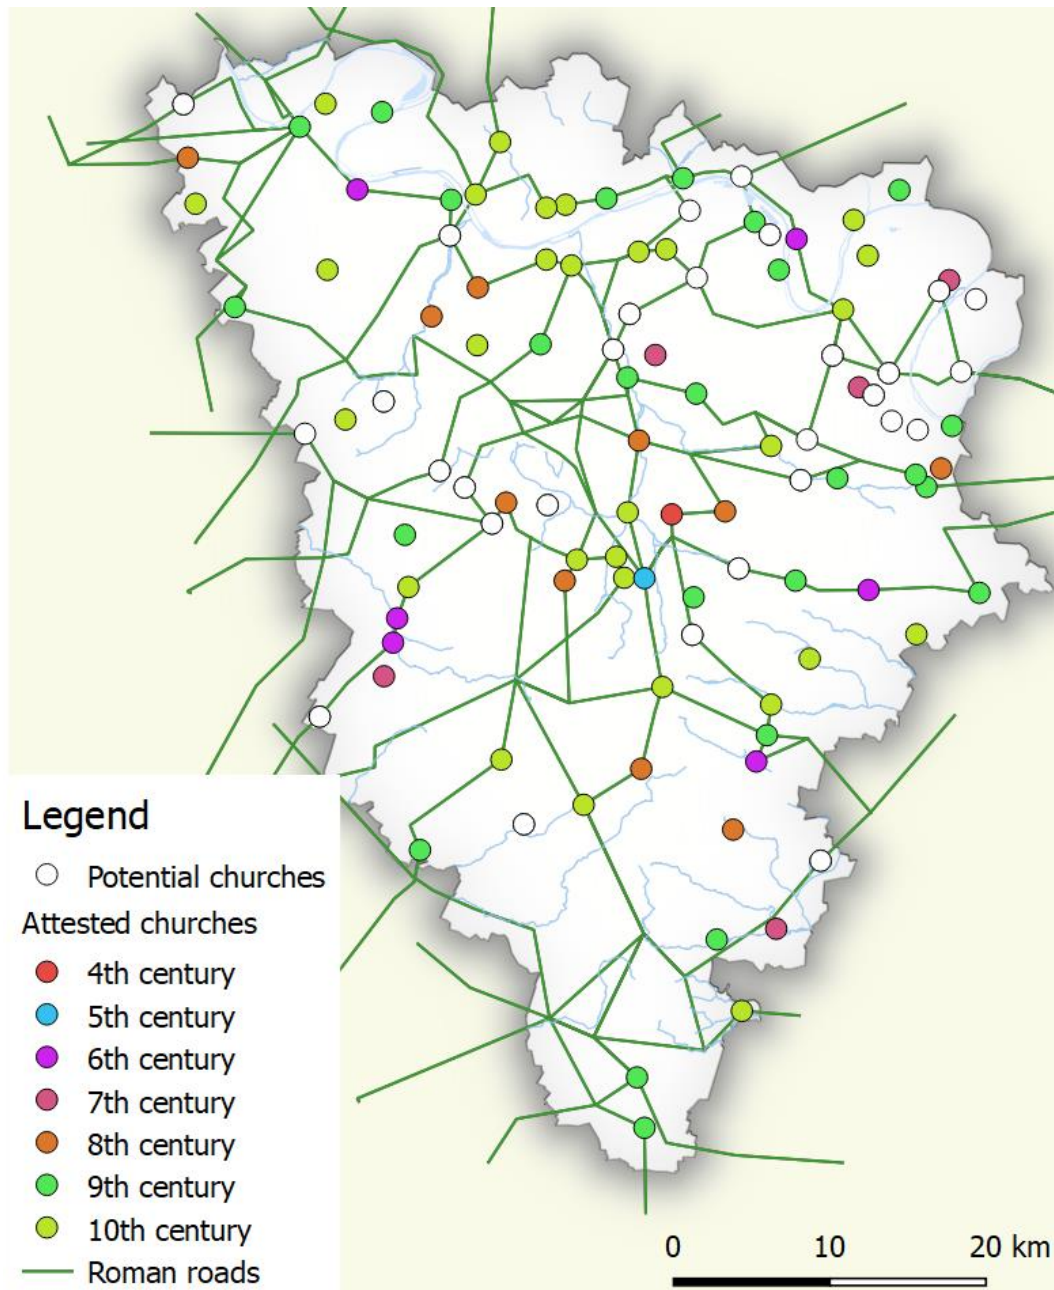 Legend
Potential churches
Attested churches
4th century
5th century
6th century
7th century
8th century
9th century
10th century
Roman roads
0 10 20 km